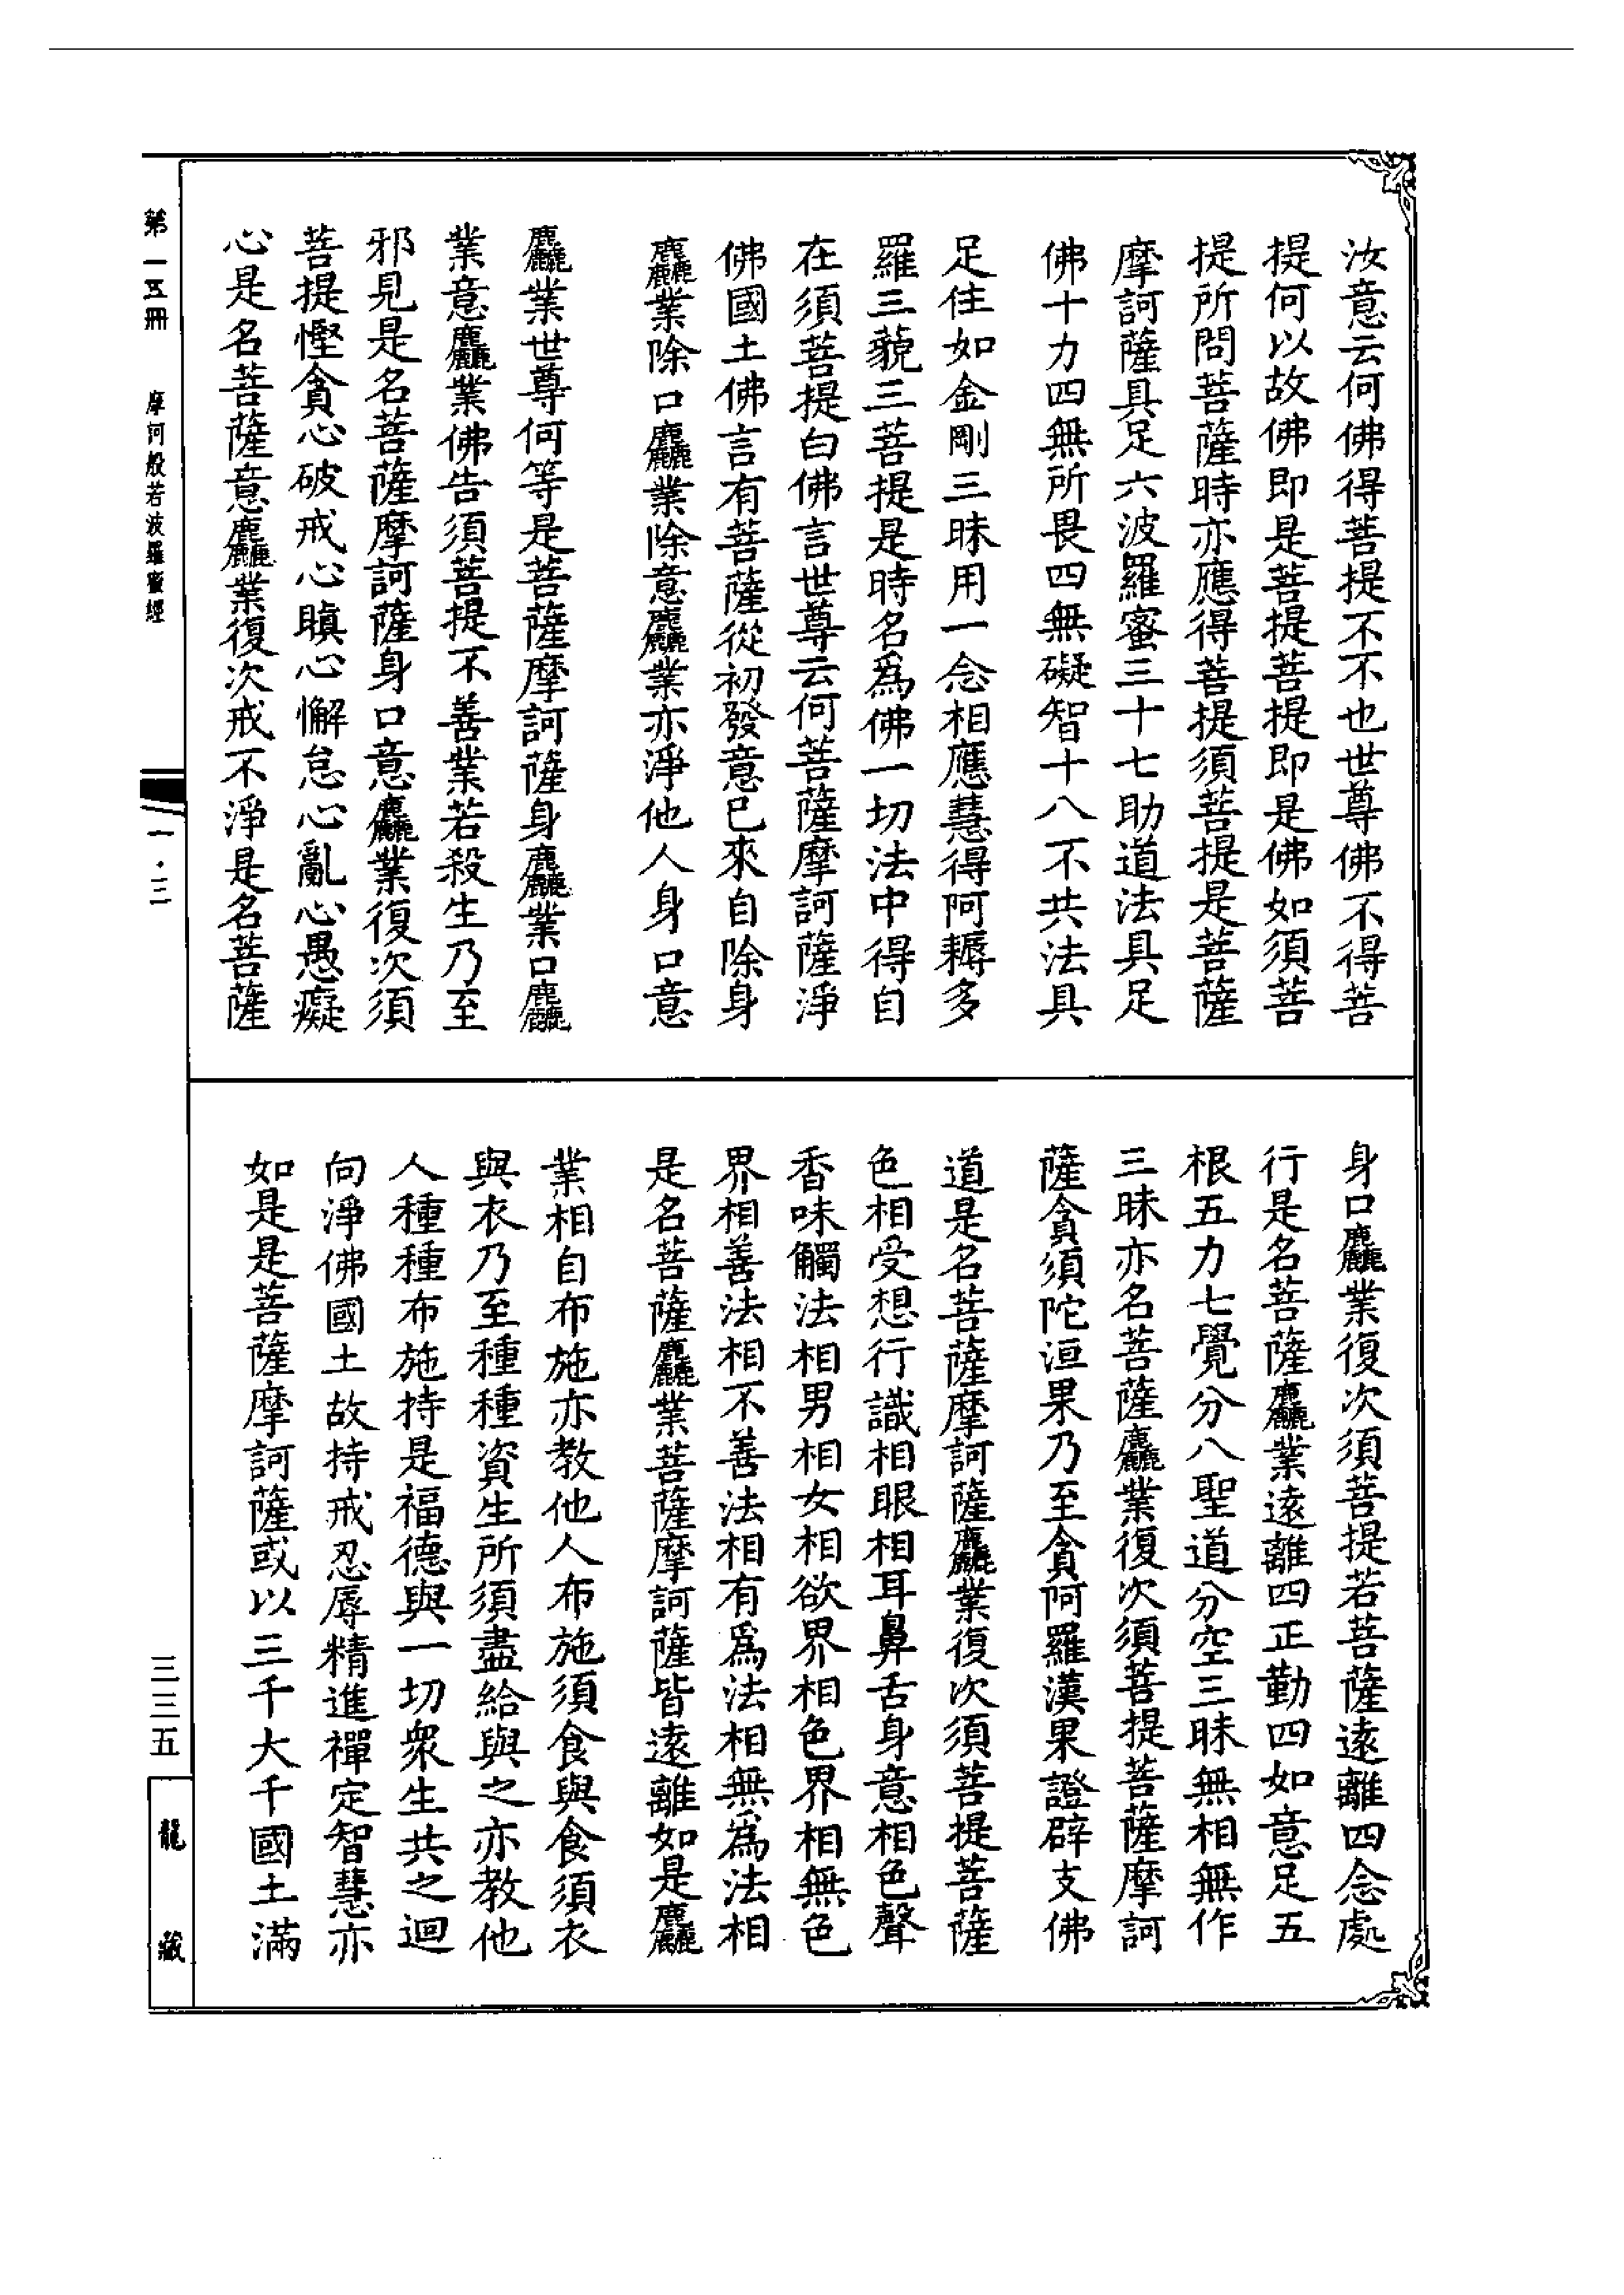 汝意云何佛得菩提不不也世尊佛不得菩
提何以故佛即是菩提菩提即是佛如須菩
提所問菩薩時亦應得菩提須菩提是菩薩
摩訶薩具足六波羅蜜三十七助道法具足
佛十力四無所畏四無礙智十八不共法具
足住如金剛三昧用一念相應慧得阿耨多
羅三藐三菩提是時名爲佛一切法中得自
在須菩提白佛言世尊云何菩薩摩訶薩淨
佛國土佛言有菩薩從初發意已來自除身
麤業除口麤業除意麤業亦淨他人身口意
麤業世尊何等是菩薩摩訶薩身麤業口麤
業意麤業佛告須菩提不善業若殺生乃至
邪見是名菩薩摩訶薩身口意麤業復次須
菩提慳貪心破戒心瞋心懈怠心亂心愚癡
心是名菩薩意麤業復次戒不淨是名菩薩
身口麤業復次須菩提若菩薩遠離四念處
行是名菩薩麤業遠離四正勤四如意足五
根五力七覺分八聖道分空三昧無相無作
三昧亦名菩薩麤業復次須菩提菩薩摩訶
薩貪須陀洹果乃至貪阿羅漢果證辟支佛
道是名菩薩摩訶薩麤業復次須菩提菩薩
色相受想行識相眼相耳鼻舌身意相色聲
香味觸法相男相女相欲界相色界相無色
界相善法相不善法相有爲法相無爲法相
是名菩薩麤業菩薩摩訶薩皆遠離如是麤
業相自布施亦教他人布施須食與食須衣
與衣乃至種種資生所須盡給與之亦教他
人種種布施持是福德與一切衆生共之迴
向淨佛國土故持戒忍辱精進禪定智慧亦
如是是菩薩摩訶薩或以三千大千國土滿
第一五冊 摩訶般若波羅蜜經
一·三
三三五
龍藏